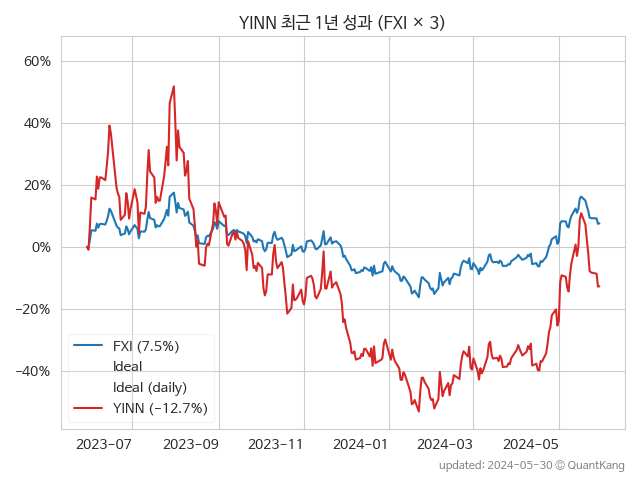 YINN 최근 1년 성과 (FXI × 3)
60%
40%
20%
0%
−20%
−40%
FXI (7.5%)
Ideal
Ideal (daily)
YINN (−12.7%)
2023−07 2023−09 2023−11 2024−01 2024−03 2024−05
updated: 2024-05-30 © QuantKang